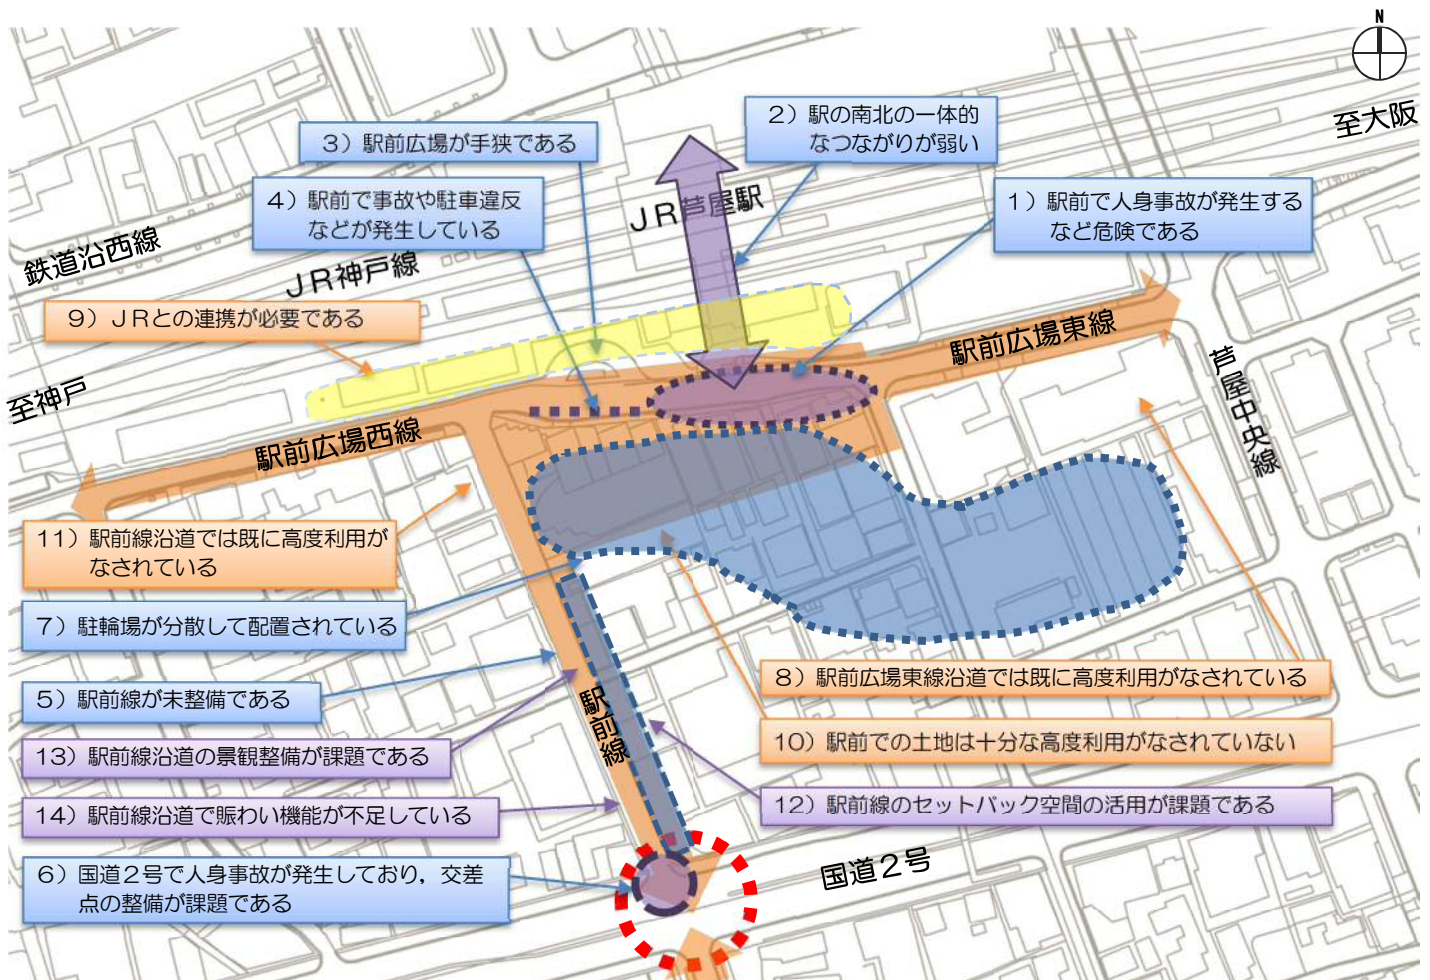 N
至大阪
2）駅の南北の一体的
なつながりが弱い
3）駅前広場が手狭である
4）駅前で事故や駐車違反
などが発生している
1）駅前で人身事故が発生する
など危険である
JR芦屋駅
鉄道沿西線
JR神戸線
9）JRとの連携が必要である
駅前広場東線
芦屋中央線
至神戸
駅前広場西線
11）駅前線沿道では既に高度利用が
なされている
7）駐輪場が分散して配置されている
8）駅前広場東線沿道では既に高度利用がなされている
5）駅前線が未整備である
駅前線
10）駅前での土地は十分な高度利用がなされていない
13）駅前線沿道の景観整備が課題である
12）駅前線のセットバック空間の活用が課題である
14）駅前線沿道で賑わい機能が不足している
6）国道2号で人身事故が発生しており，交差
点の整備が課題である
国道2号